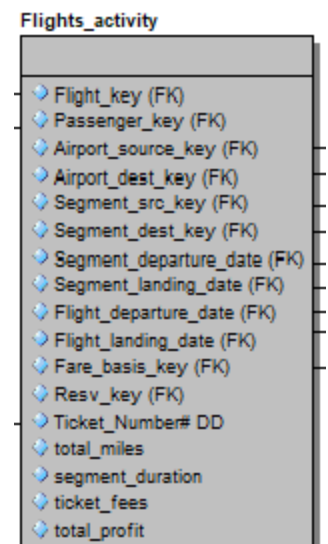 Flights_activity
Flight_key (FK)
Passenger_key (FK)
Airport_source_key (FK)
Airport_dest_key (FK)
Segment_src_key (FK)
Segment_dest_key (FK)
Segment_departure_date (FK)
Segment_landing_date (FK)
Flight_departure_date (FK)
Flight_landing_date (FK)
Fare_basis_key (FK)
Resv_key (FK)
Ticket_Number# DD
total_miles
segment_duration
ticket_fees
total_profit